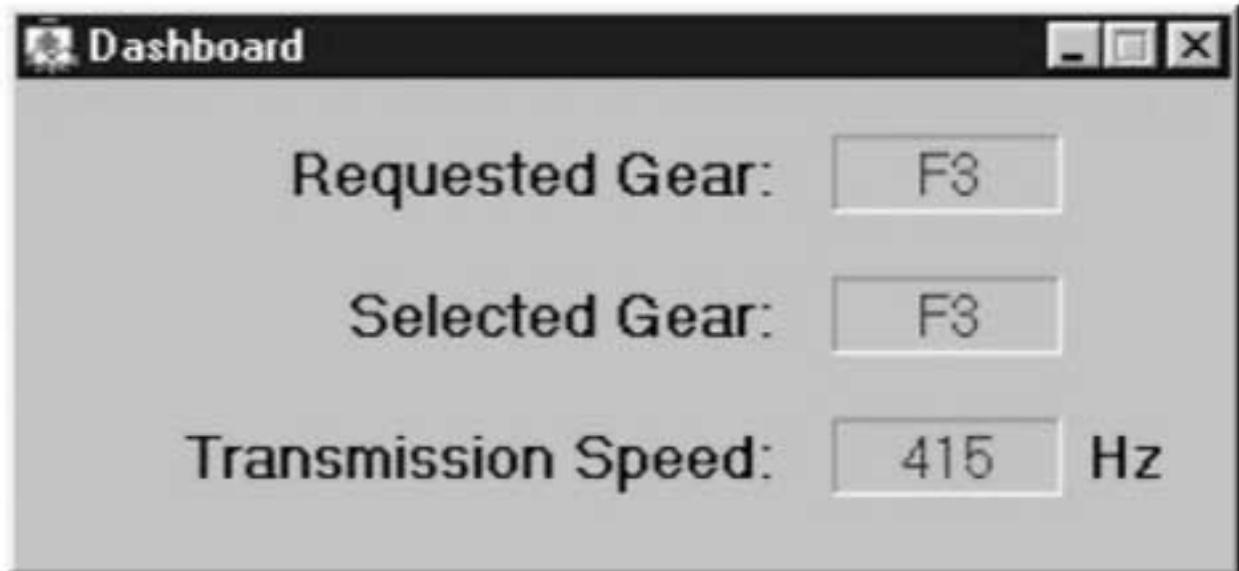 Dashboard
Requested Gear: F3
Selected Gear: F3
Transmission Speed: 415 Hz